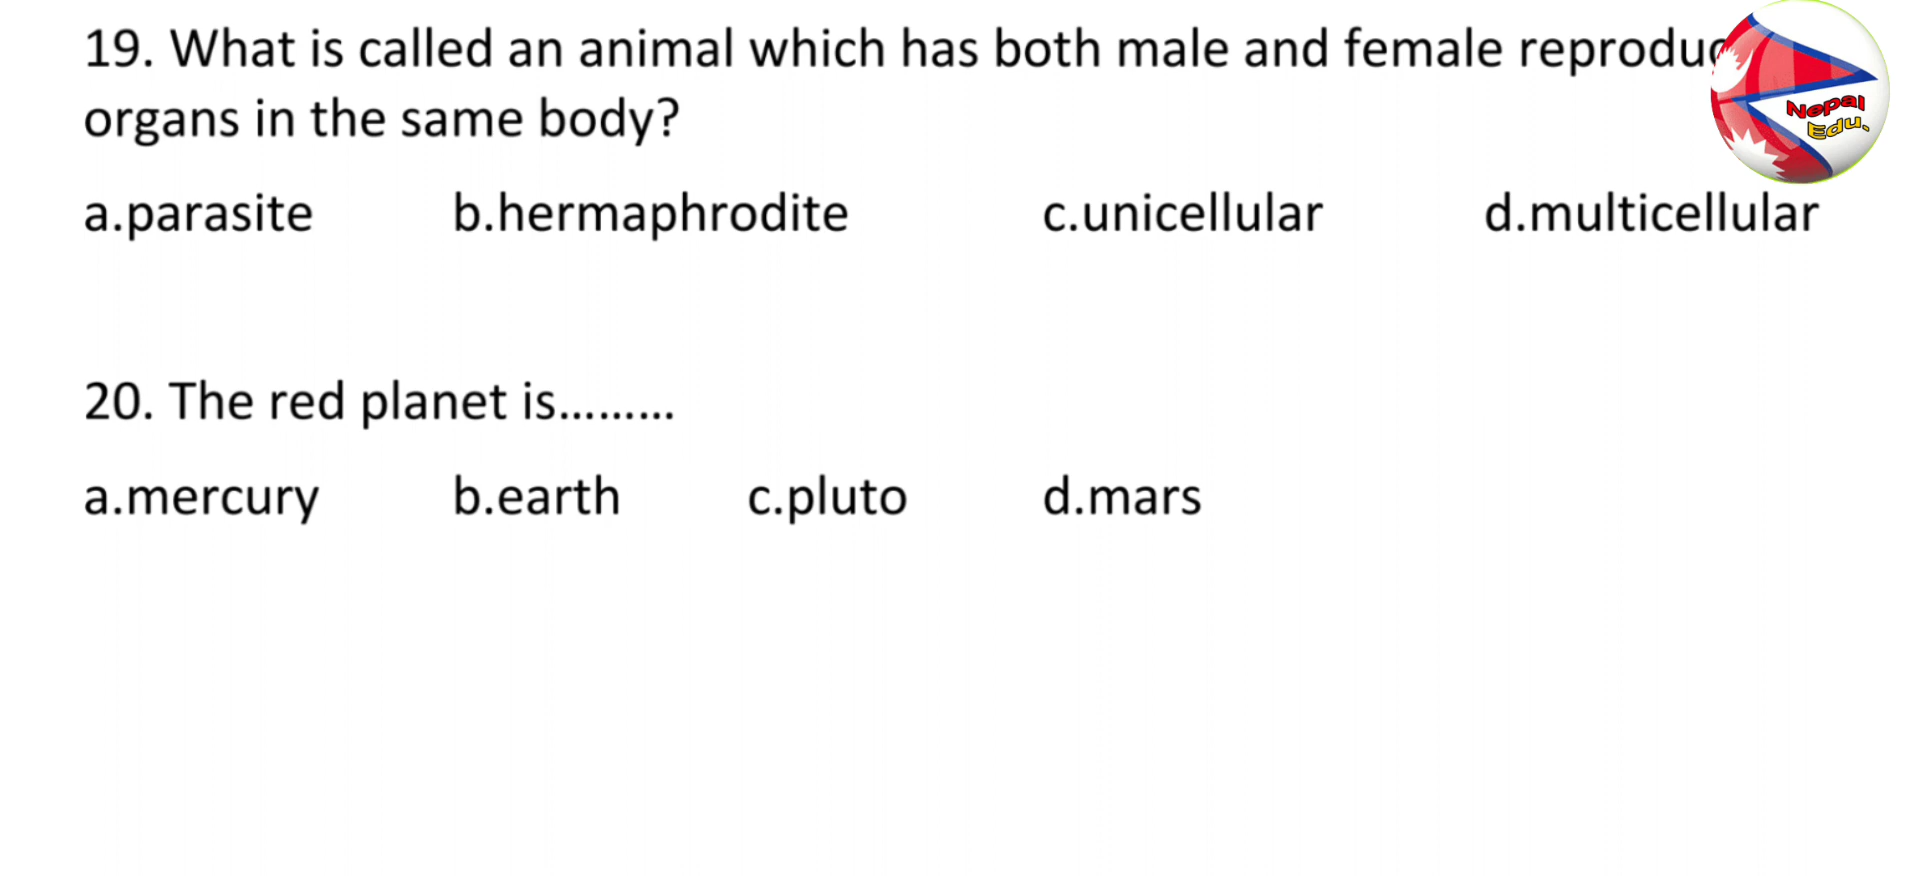 19. What is called an animal which has both male and female
organs in the same body?
a.parasite b.hermaphrodite c.unicellular d.multicellular
20. The red planet is.........
a.mercury b.earth c.pluto d.mars
Nepal
Edu.